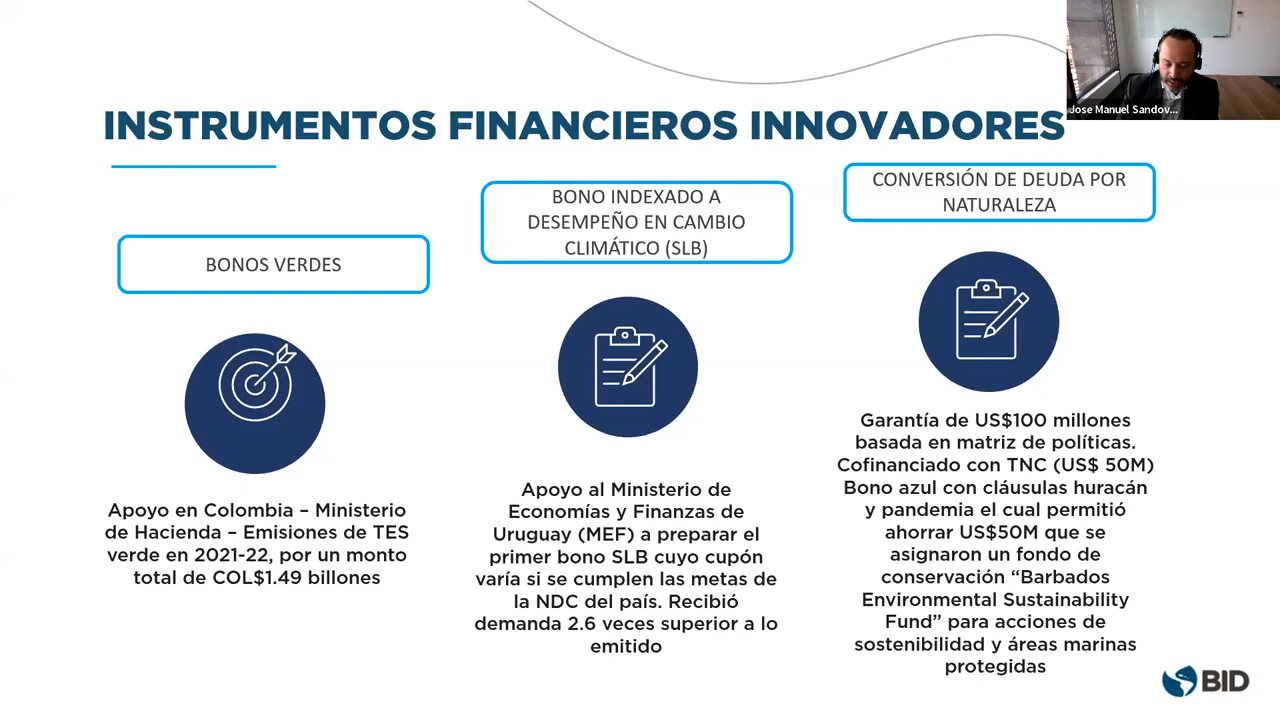 Jose Manuel Sandov...
INSTRUMENTOS FINANCIEROS INNOVADORES
BONOS VERDES
Apoyo en Colombia – Ministerio
de Hacienda – Emisiones de TES
verde en 2021-22, por un monto
total de COL$1.49 billones
BONO INDEXADO A
DESEMPEÑO EN CAMBIO
CLIMÁTICO (SLB)
Apoyo al Ministerio de
Economías y Finanzas de
Uruguay (MEF) a preparar el
primer bono SLB cuyo cupón
varía si se cumplen las metas de
la NDC del país. Recibió
demanda 2.6 veces superior a lo
emitido
CONVERSIÓN DE DEUDA POR
NATURALEZA
Garantía de US$100 millones
basada en matriz de políticas.
Cofinanciado con TNC (US$ 50M)
Bono azul con cláusulas huracán
y pandemia el cual permitió
ahorrar US$50M que se
asignaron un fondo de
conservación “Barbados
Environmental Sustainability
Fund” para acciones de
sostenibilidad y áreas marinas
protegidas
BID